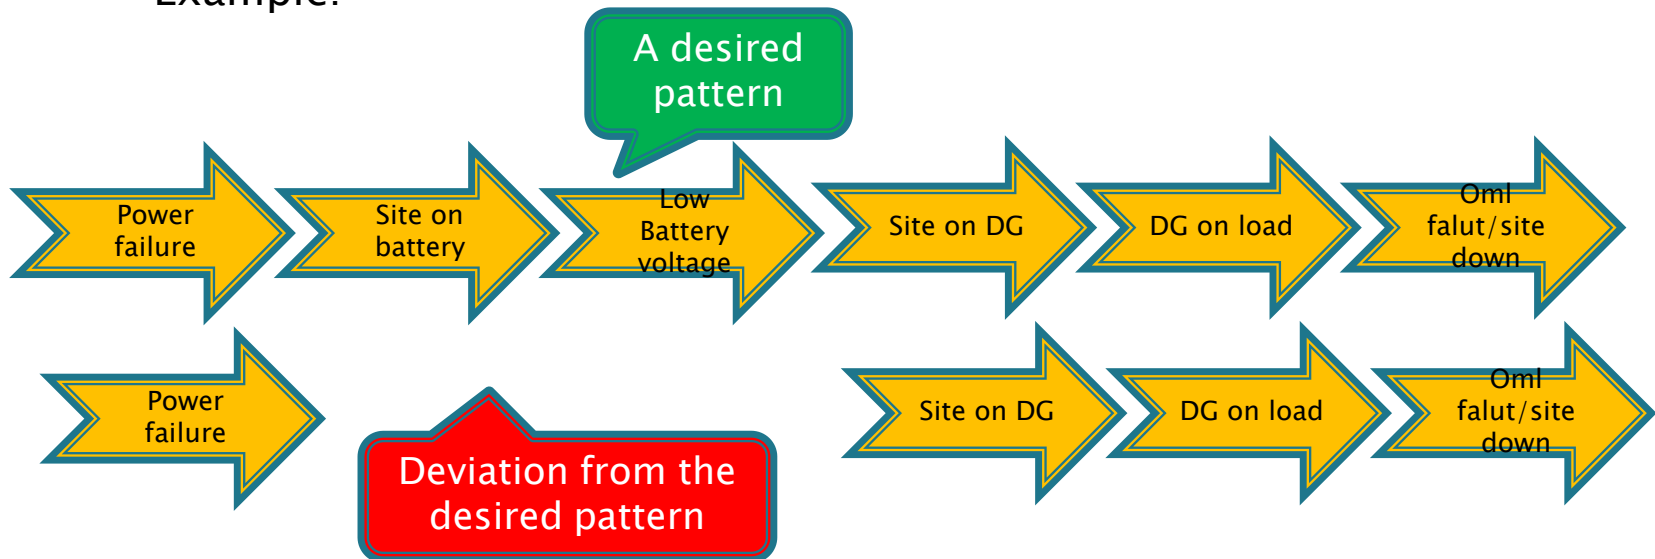 Example:
A desired
pattern
Power
failure
Site on
battery
Low
Battery
voltage
Site on DG
DG on load
Oml
falut/site
down
Power
failure
Site on DG
DG on load
Oml
falut/site
down
Deviation from the
desired pattern